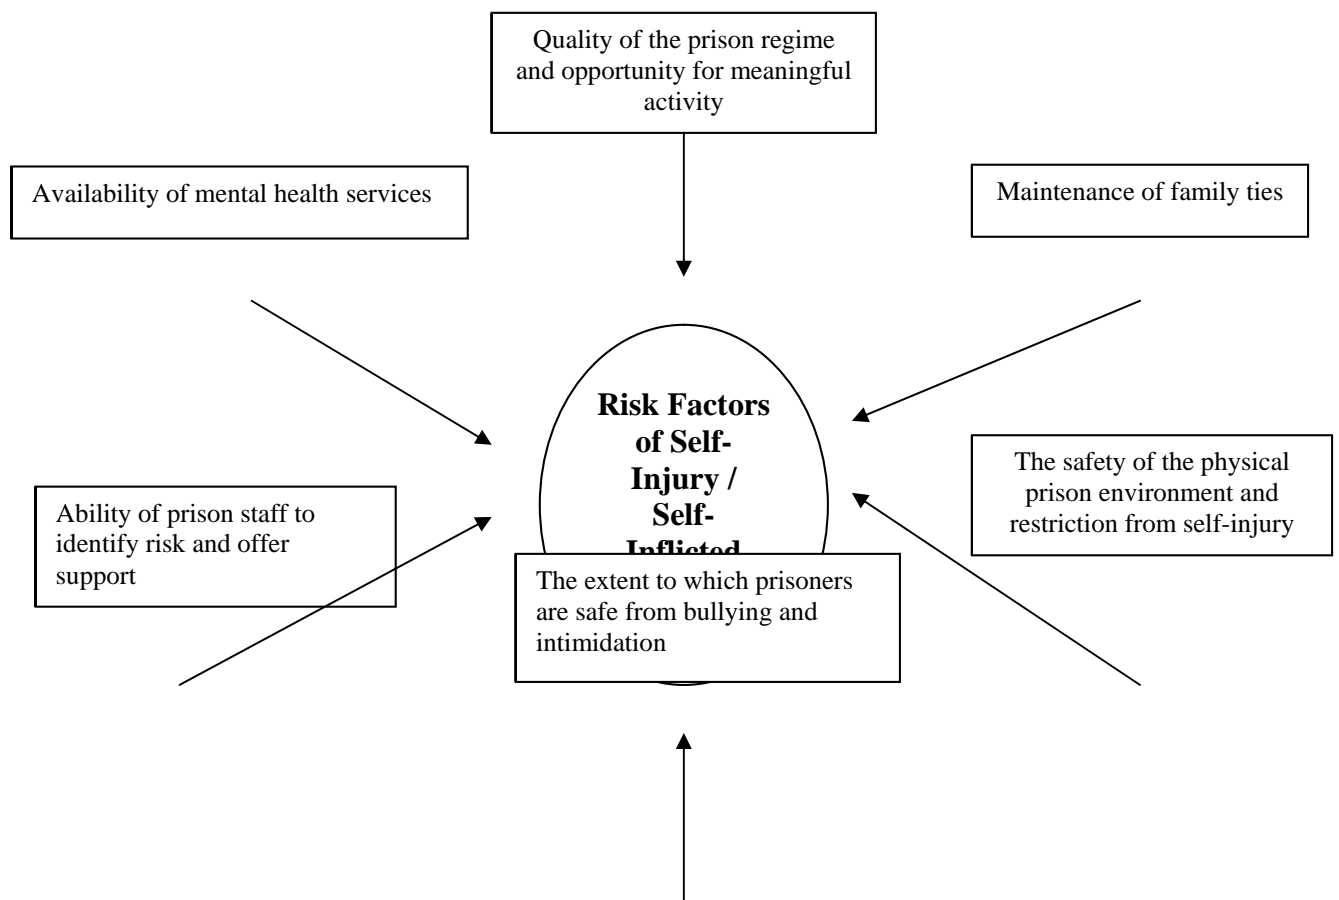 Quality of the prison regime
and opportunity for meaningful
activity
Availability of mental health services
Maintenance of family ties
Risk Factors
of Self-
Injury /
Self-
Inflicted
The safety of the physical
prison environment and
restriction from self-injury
Ability of prison staff to
identify risk and offer
support
The extent to which prisoners
are safe from bullying and
intimidation